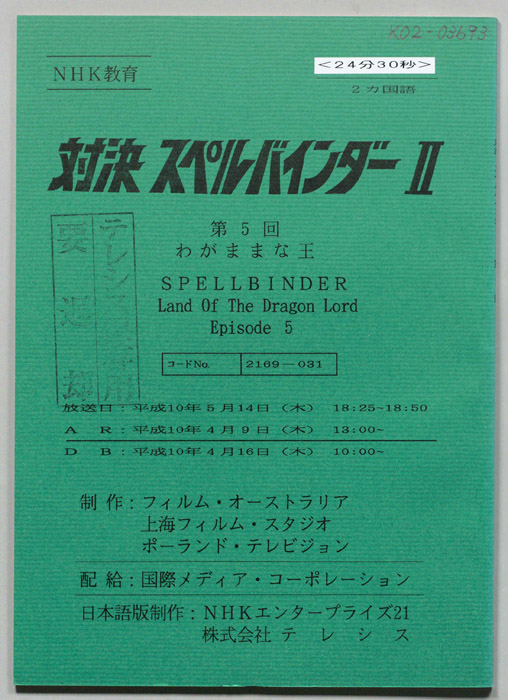 K02-03693
NHK教育
<24分30秒>
2カ国語
対決 スペルバインダー II
第5回
わがままな王
SPELLBINDER
Land Of The Dragon Lord
Episode 5
コードNo. 2169-031
放送日:平成10年5月14日(木) 18:25~18:50
A R:平成10年4月9日(木) 13:00~
D B:平成10年4月16日(木) 10:00~
制作:フィルム・オーストラリア
上海フィルム・スタジオ
ポーランド・テレビジョン
配給:国際メディア・コーポレーション
日本語版制作:NHKエンタープライズ21
株式会社 テレシス
要返却